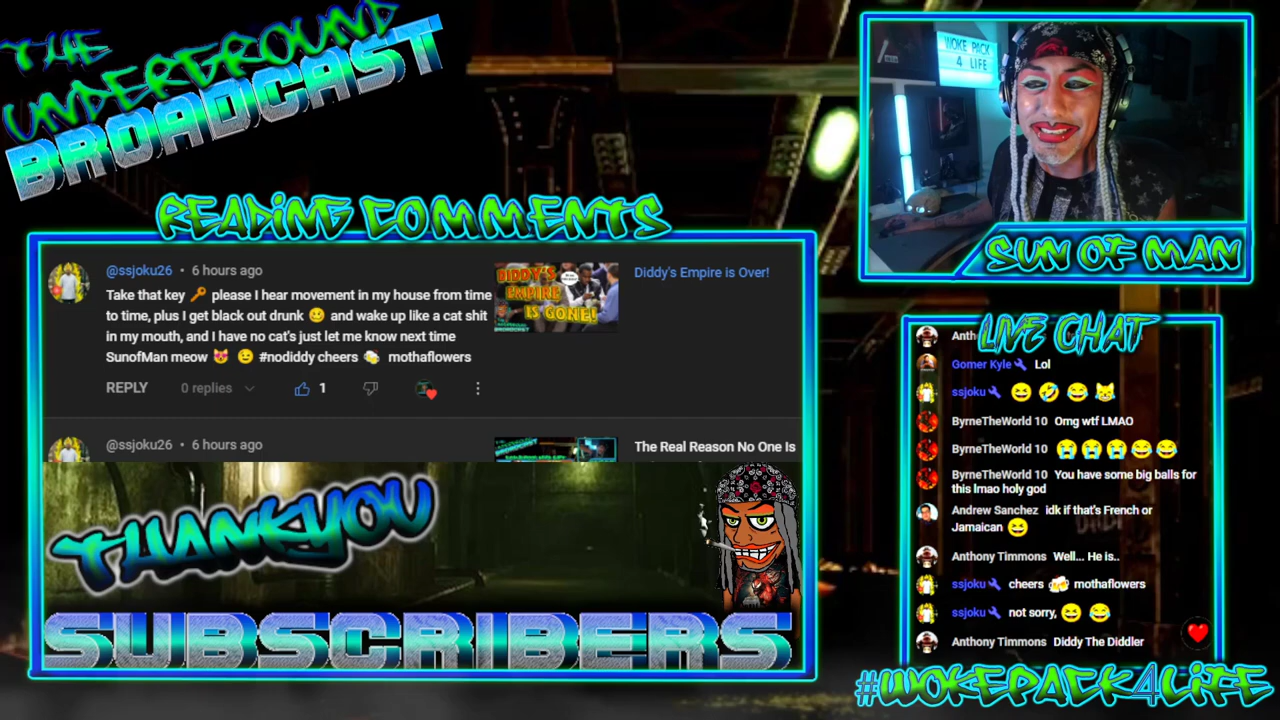 THE
UNDERGROUND
BROADCAST
READING COMMENTS
@ssjoku26 • 6 hours ago
Take that key 🔑 please I hear movement in my house from time
to time, plus I get black out drunk 🥴 and wake up like a cat shit
in my mouth, and I have no cat's just let me know next time
SunofMan meow 😻 😉 #nodiddy cheers 🍻 mothaflowers
REPLY 0 replies 1
DIDDY'S
EMPIRE
IS GONE!
Diddy's Empire is Over!
@ssjoku26 • 6 hours ago
The Real Reason No One Is
THANKYOU
SUBSCRIBERS
WOKE PACK
4 LIFE
SUN OF MAN
LIVE CHAT
Anth
Gomer Kyle Lol
ssjoku 😆 🤣 😂 😸
ByrneTheWorld 10 Omg wtf LMAO
ByrneTheWorld 10 😭 😭 😭 😂 😂
ByrneTheWorld 10 You have some big balls for
this lmao holy god
Andrew Sanchez idk if that's French or
Jamaican 😆
Anthony Timmons Well... He is..
ssjoku cheers 🍻 mothaflowers
ssjoku not sorry, 😆 😂
Anthony Timmons Diddy The Diddler
#WOKEPACK4LIFE